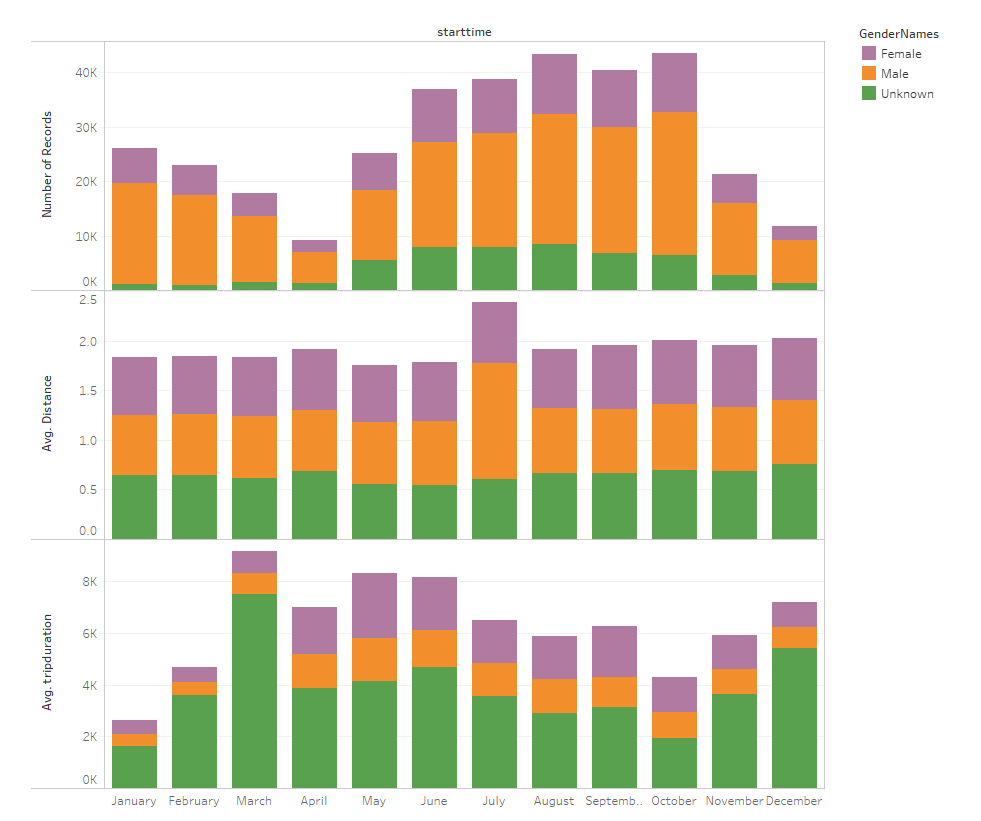 starttime
GenderNames
Female
Male
Unknown
Number of Records
40K
30K
20K
10K
0K
Avg. Distance
2.5
2.0
1.5
1.0
0.5
0.0
Avg. tripduration
8K
6K
4K
2K
0K
January February March April May June July August Septemb.. October November December